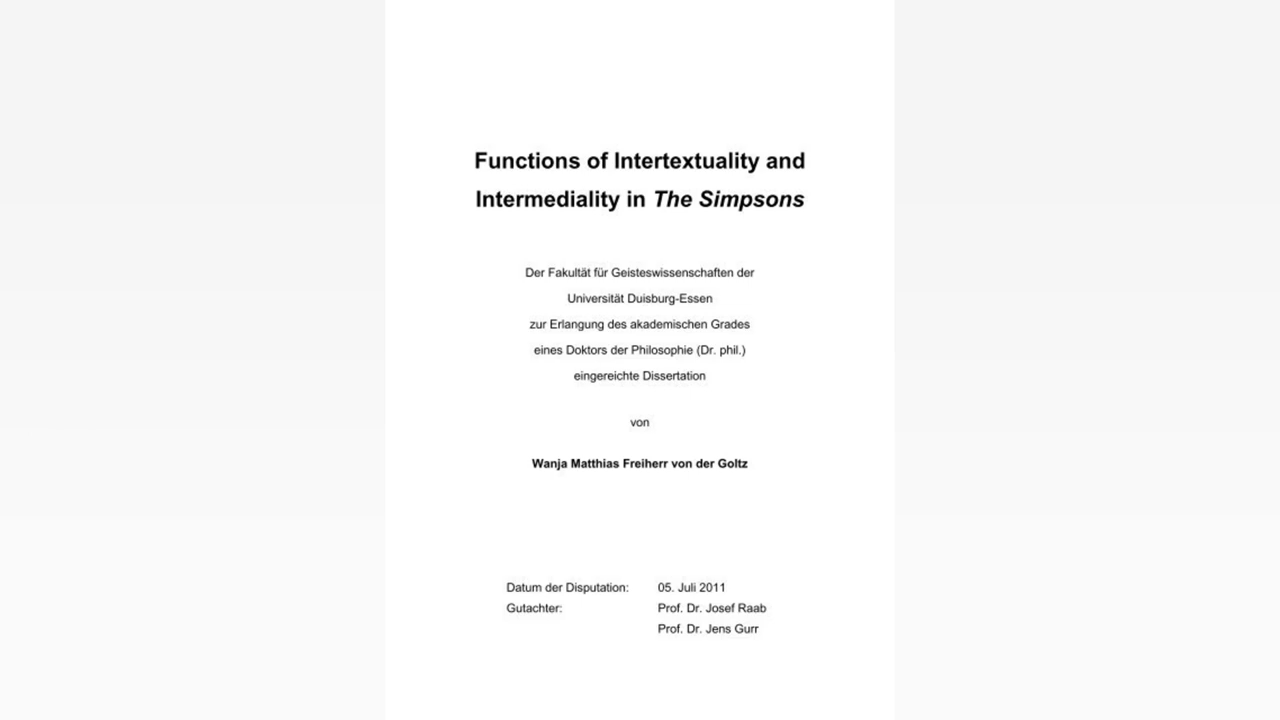 Functions of Intertextuality and
Intermediality in The Simpsons
Der Fakultät für Geisteswissenschaften der
Universität Duisburg-Essen
zur Erlangung des akademischen Grades
eines Doktors der Philosophie (Dr. phil.)
eingereichte Dissertation
von
Wanja Matthias Freiherr von der Goltz
Datum der Disputation: 05. Juli 2011
Gutachter: Prof. Dr. Josef Raab
Prof. Dr. Jens Gurr